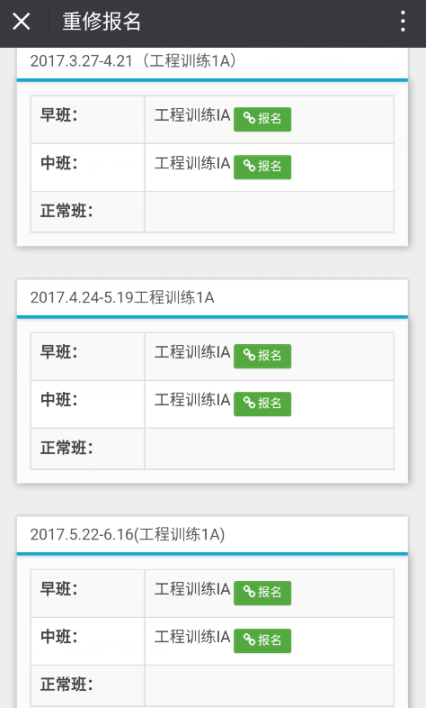 重修报名
2017.3.27-4.21（工程训练1A）
早班： 工程训练IA 报名
中班： 工程训练IA 报名
正常班：
2017.4.24-5.19工程训练1A
早班： 工程训练IA 报名
中班： 工程训练IA 报名
正常班：
2017.5.22-6.16(工程训练1A)
早班： 工程训练IA 报名
中班： 工程训练IA 报名
正常班：